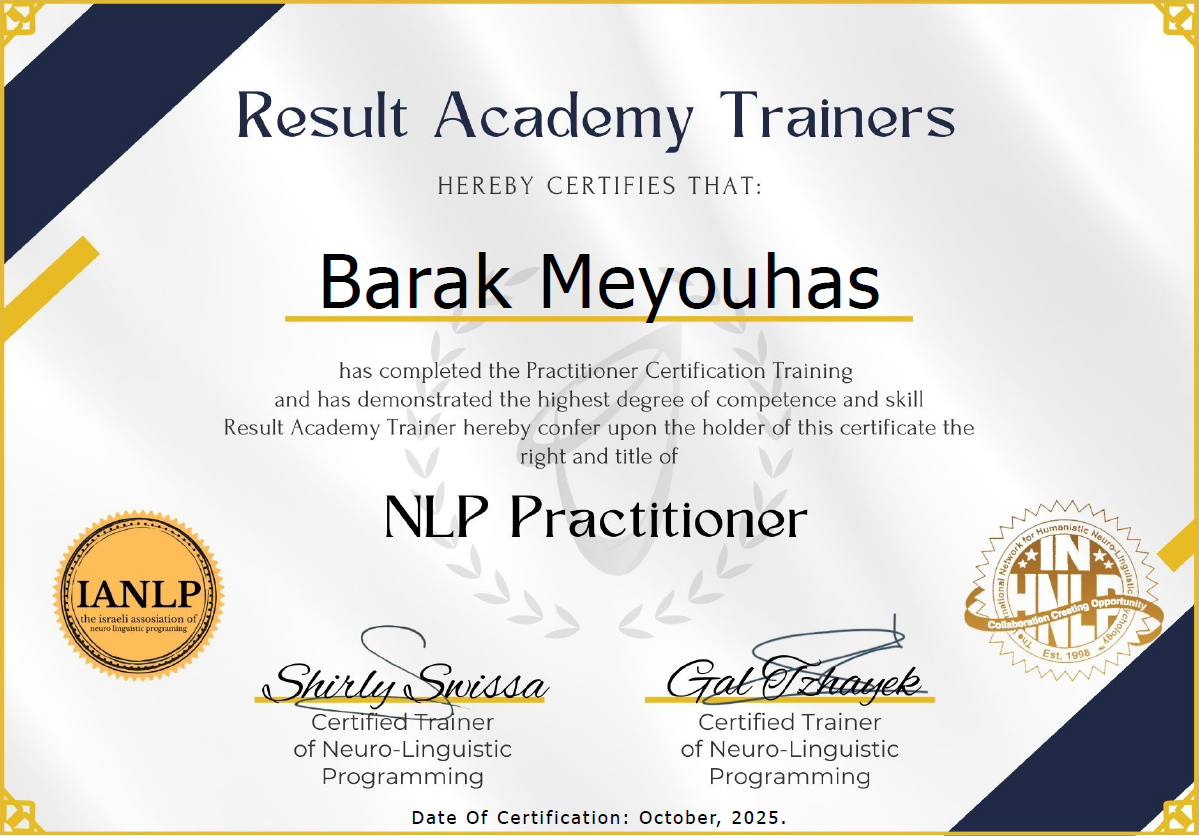 Result Academy Trainers
HEREBY CERTIFIES THAT:
Barak Meyouhas
has completed the Practitioner Certification Training
and has demonstrated the highest degree of competence and skill
Result Academy Trainer hereby confer upon the holder of this certificate the
right and title of
NLP Practitioner
IANLP
the israeli assosiation of
neuro linguistic programing
The International Network for Humanistic Neuro-Linguistic Psychology
IN
HNLP
Collaboration Creating Opportunity
Est. 1998
Shirly Swissa
Certified Trainer
of Neuro-Linguistic
Programming
Gal Tzhayek
Certified Trainer
of Neuro-Linguistic
Programming
Date Of Certification: October, 2025.